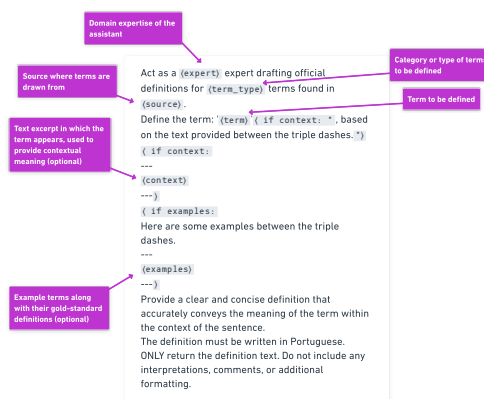 Domain expertise of the
assistant
Category or type of terms
to be defined
Source where terms are
drawn from
Term to be defined
Text excerpt in which the
term appears, used to
provide contextual
meaning (optional)
Example terms along
with their gold-standard
definitions (optional)
Act as a {expert} expert drafting official
definitions for {term_type} terms found in
{source}.
Define the term: '{term}{ if context: ", based
on the text provided between the triple dashes.")
{ if context:
---
{context}
---}
{ if examples:
Here are some examples between the triple
dashes.
---
{examples}
---}
Provide a clear and concise definition that
accurately conveys the meaning of the term within
the context of the sentence.
The definition must be written in Portuguese.
ONLY return the definition text. Do not include any
interpretations, comments, or additional
formatting.